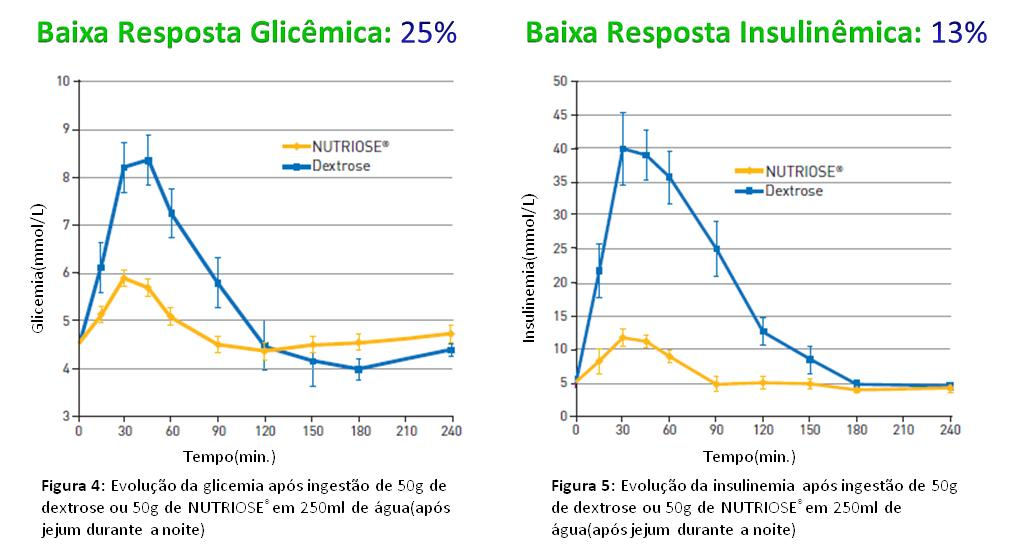 Baixa Resposta Glicêmica: 25%
10
9
8
7
6
5
4
3
Glicemia(mmol/L)
NUTRIOSE®
Dextrose
0 30 60 90 120 150 180 210 240
Tempo(min.)
Figura 4: Evolução da glicemia após ingestão de 50g de
dextrose ou 50g de NUTRIOSE® em 250ml de água(após
jejum durante a noite)
Baixa Resposta Insulinêmica: 13%
50
45
40
35
30
25
20
15
10
5
0
Insulinemia(mmol/L)
NUTRIOSE®
Dextrose
0 30 60 90 120 150 180 210 240
Tempo(min.)
Figura 5: Evolução da insulinemia após ingestão de 50g
de dextrose ou 50g de NUTRIOSE® em 250ml de
água(após jejum durante a noite)